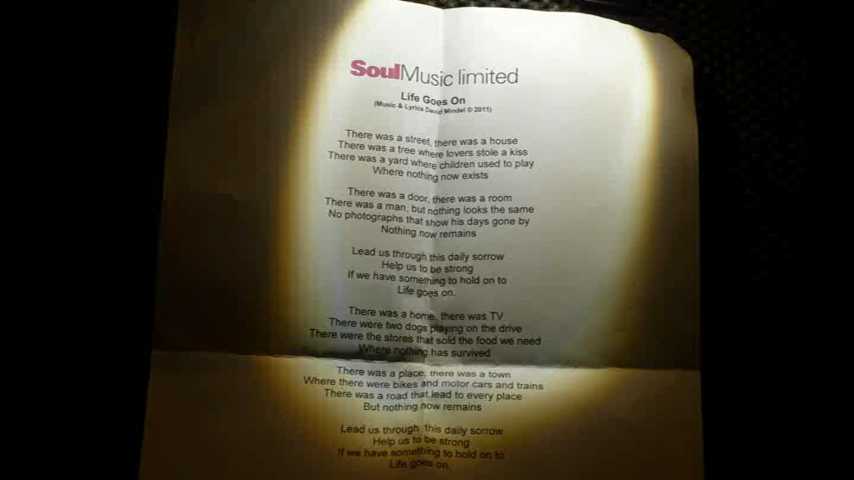 SoulMusic limited
Life Goes On
(Music & Lyrics David Mindel © 2011)
There was a street, there was a house
There was a tree where lovers stole a kiss
There was a yard where children used to play
Where nothing now exists
There was a door, there was a room
There was a man, but nothing looks the same
No photographs that show his days gone by
Nothing now remains
Lead us through this daily sorrow
Help us to be strong
If we have something to hold on to
Life goes on.
There was a home, there was TV
There were two dogs playing on the drive
There were the stores that sold the food we need
Where nothing has survived
There was a place, there was a town
Where there were bikes and motor cars and trains
There was a road that lead to every place
But nothing now remains
Lead us through this daily sorrow
Help us to be strong
If we have something to hold on to
Life goes on.